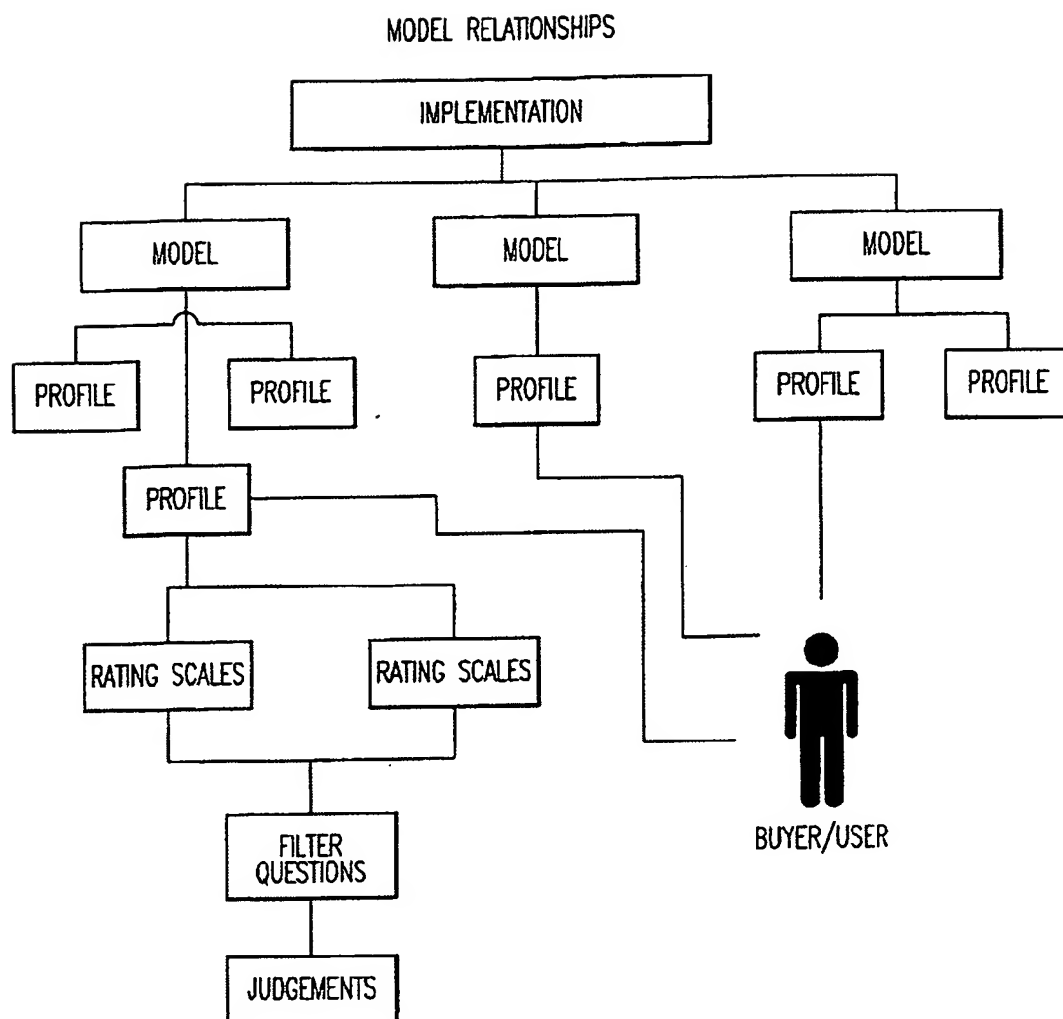 MODEL RELATIONSHIPS
IMPLEMENTATION
MODEL
MODEL
MODEL
PROFILE
PROFILE
PROFILE
PROFILE
PROFILE
PROFILE
RATING SCALES
RATING SCALES
FILTER
QUESTIONS
BUYER/USER
JUDGEMENTS